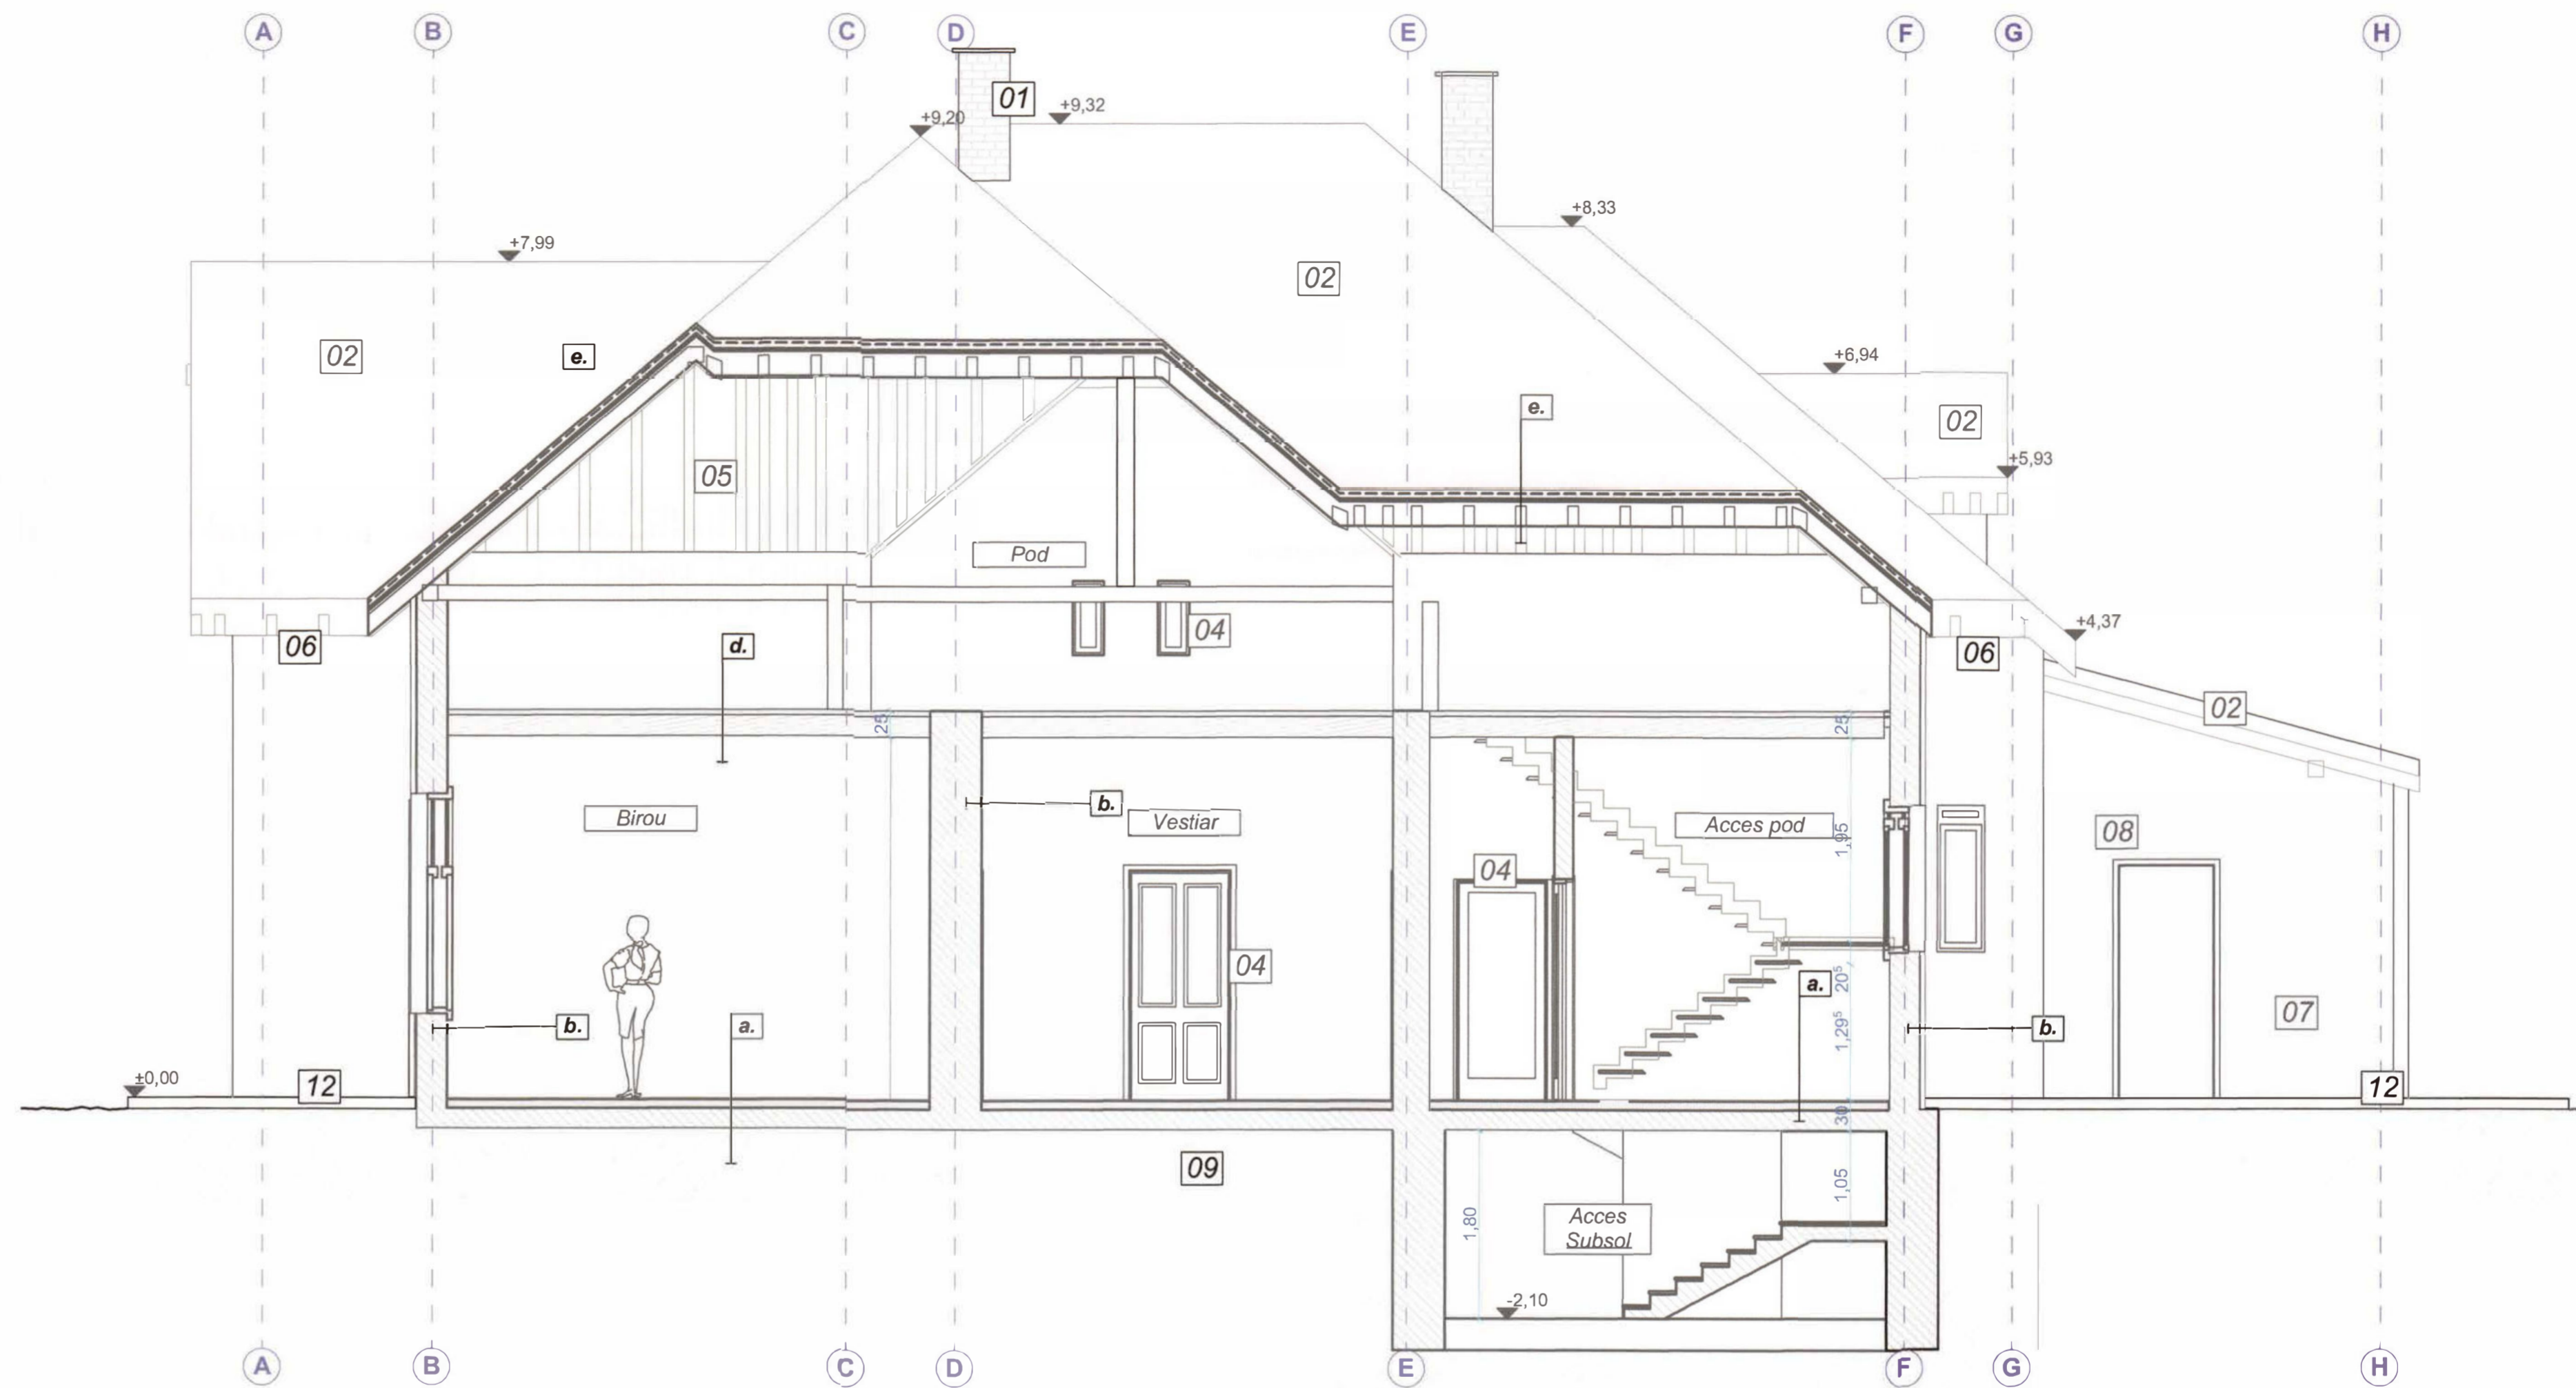 A B C D E F G H
01
+9,20
+9,32
+8,33
+7,99
02
02
e.
+6,94
e.
02
+5,93
05
Pod
04
d.
06
06
+4,37
02
25
25
b.
Birou
Vestiar
Acces pod
1,95
08
04
04
20⁵
a.
b.
a.
1,29⁵
b.
07
±0,00
12
12
30
09
1,05
1,80
Acces
Subsol
-2,10
A B C D E F G H